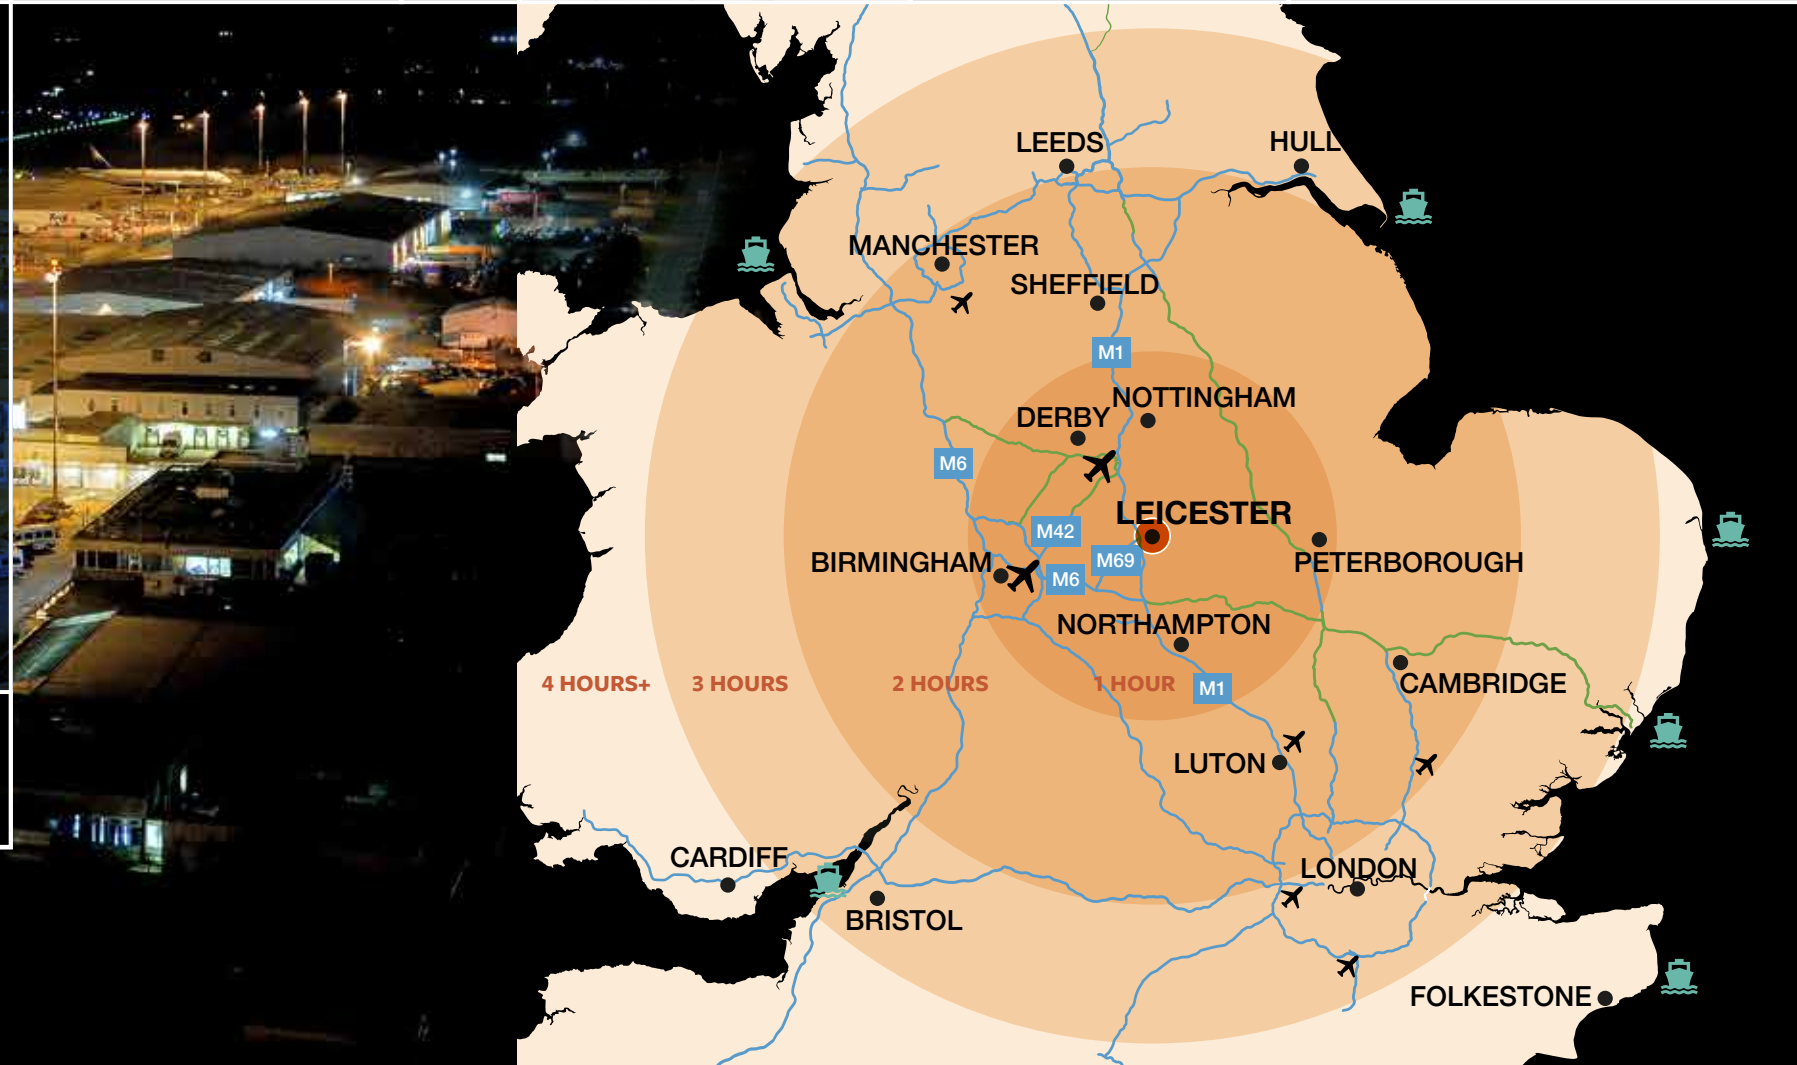 LEEDS
HULL
MANCHESTER
SHEFFIELD
M1
NOTTINGHAM
DERBY
M6
LEICESTER
M42
M69
BIRMINGHAM
PETERBOROUGH
M6
NORTHAMPTON
4 HOURS+
3 HOURS
2 HOURS
1 HOUR
M1
CAMBRIDGE
LUTON
CARDIFF
LONDON
BRISTOL
FOLKESTONE